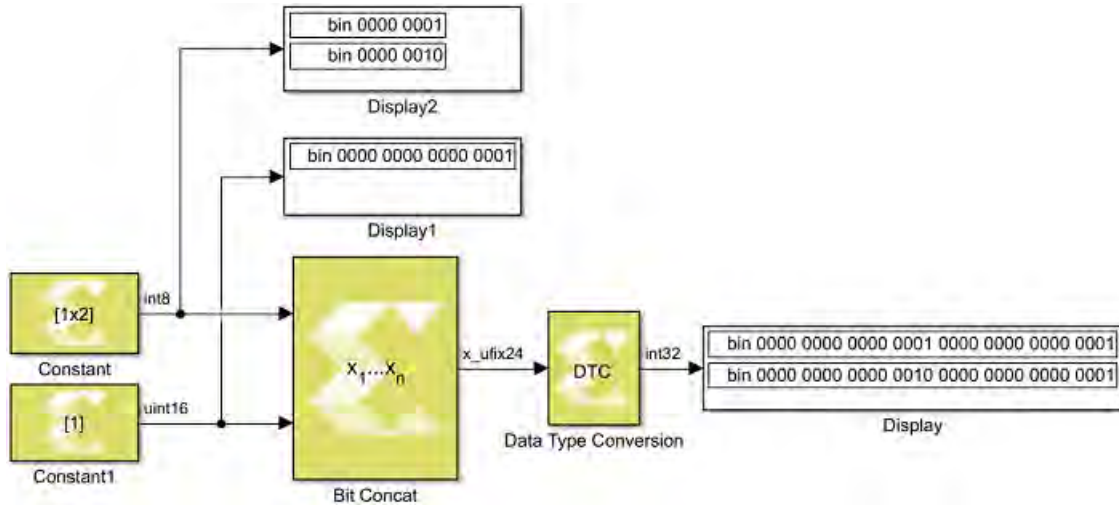 bin 0000 0001
bin 0000 0010
Display2
bin 0000 0000 0000 0001
Display1
[1x2]
int8
Constant
[1]
uint16
Constant1
x1...xn
Bit Concat
x_ufix24
DTC
Data Type Conversion
int32
bin 0000 0000 0000 0001 0000 0000 0000 0001
bin 0000 0000 0000 0010 0000 0000 0000 0001
Display